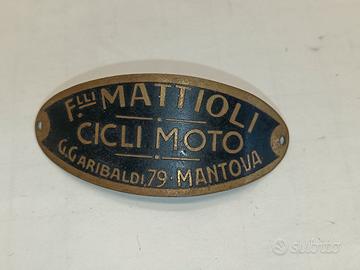 F.LLI MATTIOLI
CICLI MOTO
G.GARIBALDI,79·MANTOVA
subito